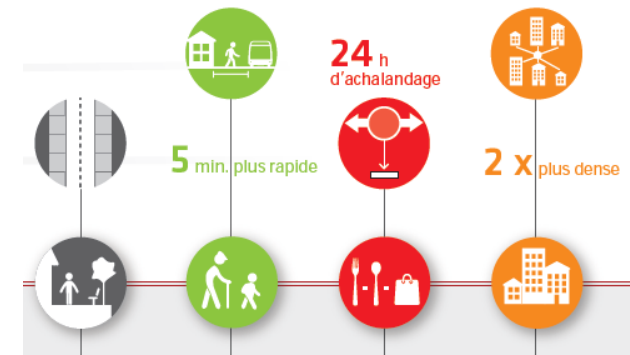 24 h
d'achalandage
5 min. plus rapide
2 x plus dense